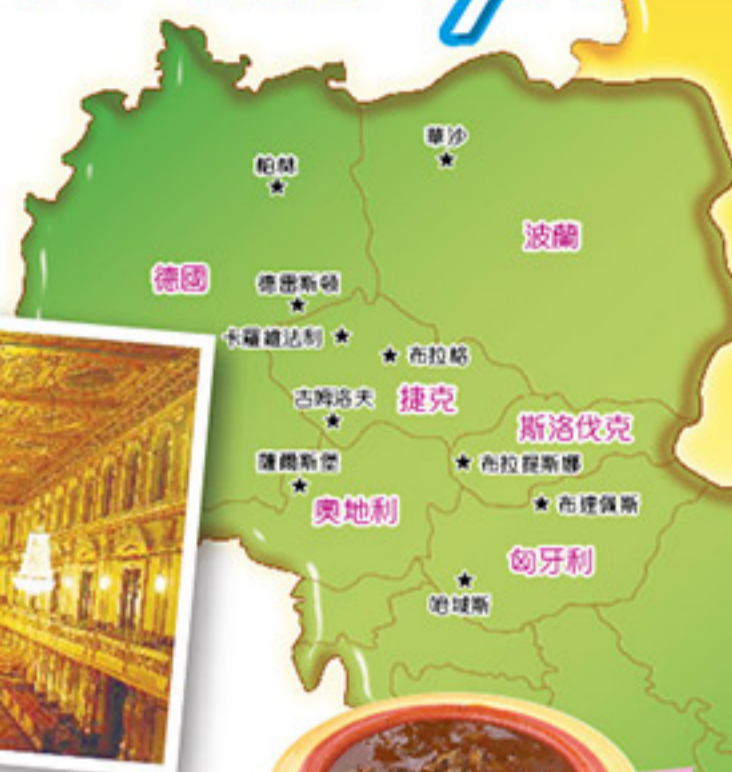 華沙
柏林
波蘭
德國
德雷斯頓
卡羅維法利
布拉格
古姆洛夫
捷克
斯洛伐克
薩爾斯堡
布拉提斯娜
奧地利
布達佩斯
匈牙利
哈堤斯